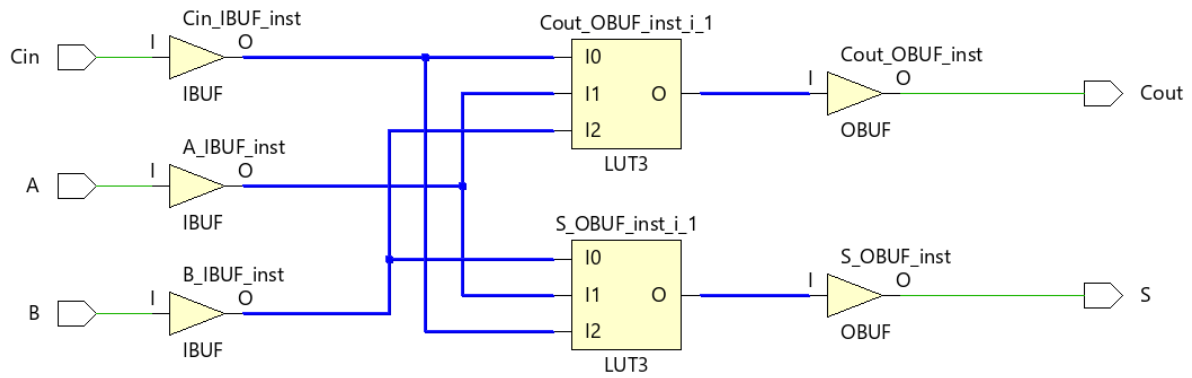 Cin_IBUF_inst
Cin
I
O
IBUF
A_IBUF_inst
A
I
O
IBUF
B_IBUF_inst
B
I
O
IBUF
Cout_OBUF_inst_i_1
I0
I1
O
I2
LUT3
S_OBUF_inst_i_1
I0
I1
O
I2
LUT3
Cout_OBUF_inst
I
O
Cout
OBUF
S_OBUF_inst
I
O
S
OBUF